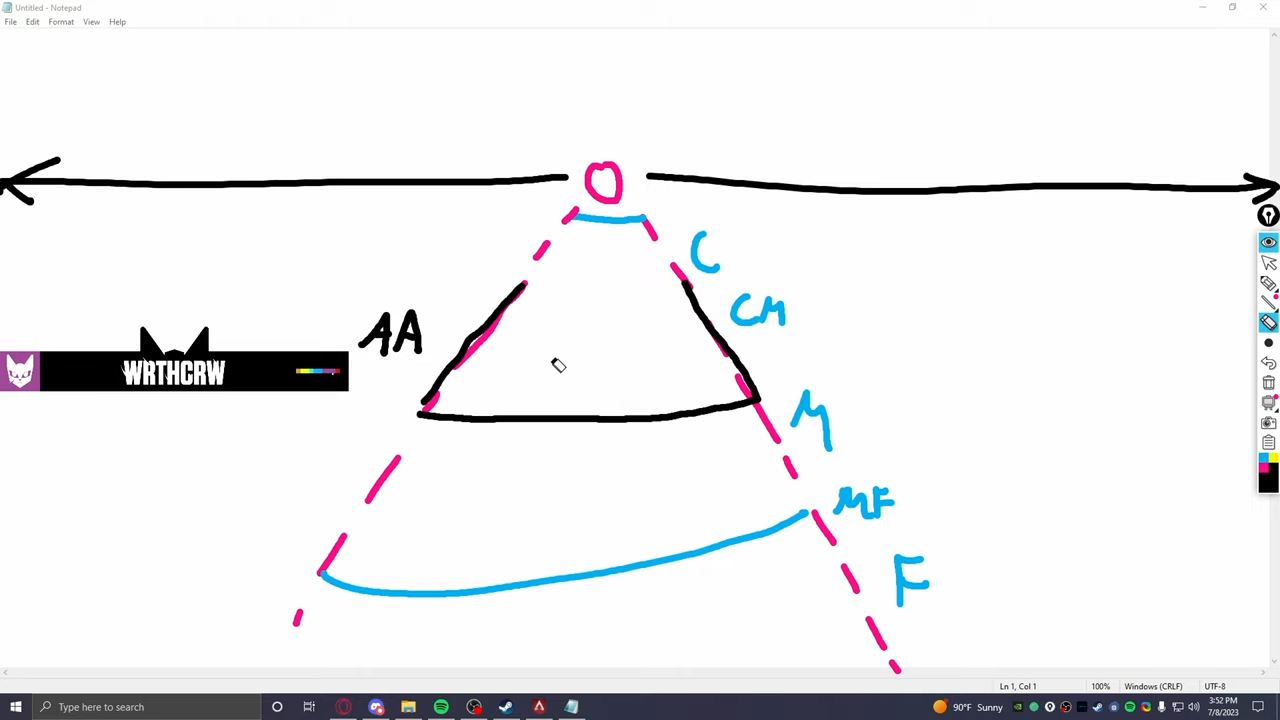 Untitled - Notepad
File Edit Format View Help
C
CM
AA
WRTHCRW
M
MF
F
Ln 1, Col 1 100% Windows (CRLF) UTF-8
Type here to search
90°F Sunny
3:52 PM
7/8/2023